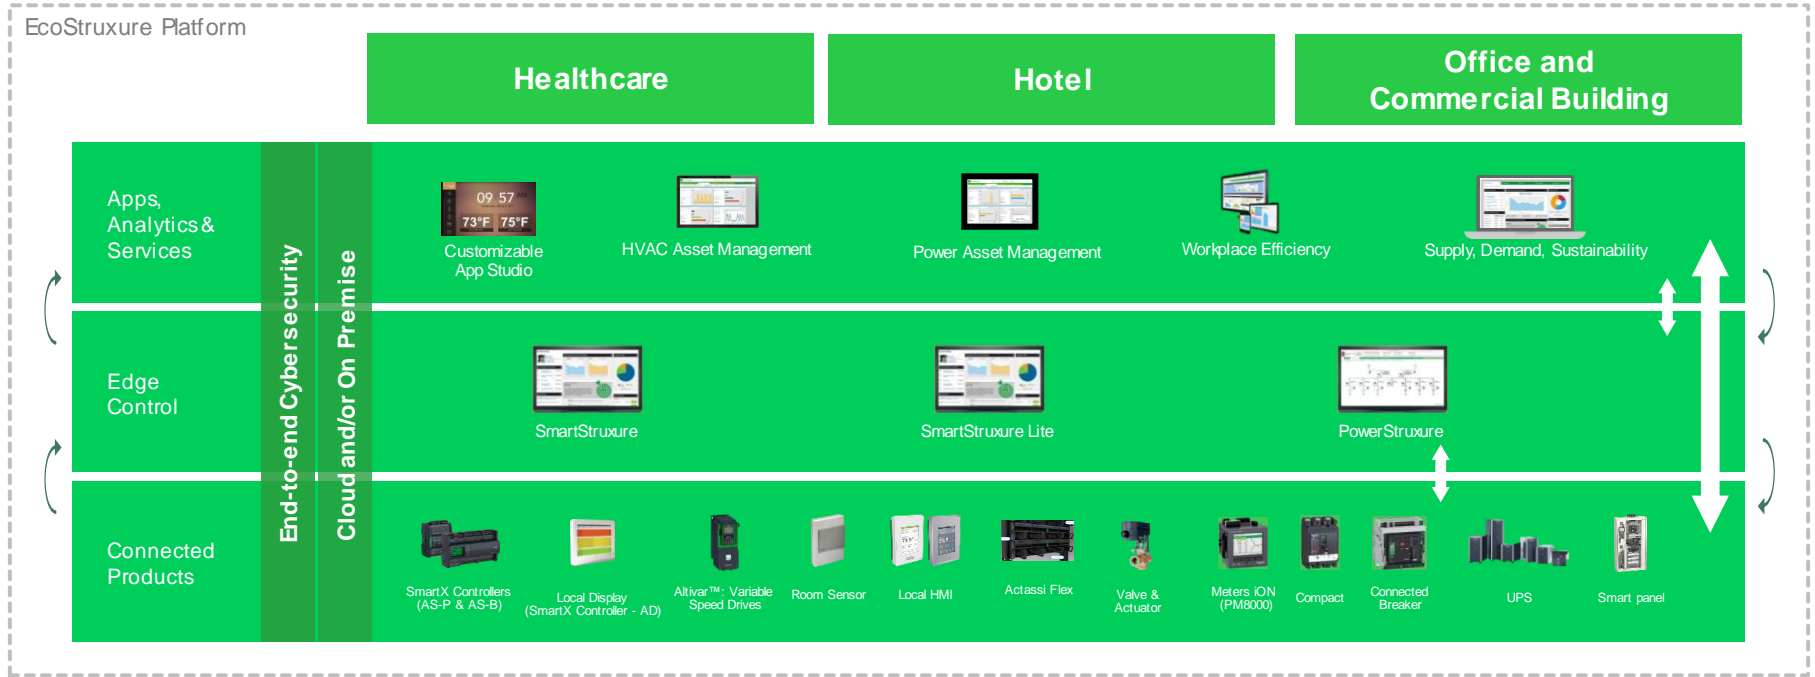 EcoStruxure Platform
Healthcare
Hotel
Office and
Commercial Building
Apps,
Analytics &
Services
End-to-end Cybersecurity
Cloud and/or On Premise
09 57
73°F 75°F
Customizable
App Studio
HVAC Asset Management
Power Asset Management
Workplace Efficiency
Supply, Demand, Sustainability
Edge
Control
SmartStruxure
SmartStruxure Lite
PowerStruxure
Connected
Products
SmartX Controllers
(AS-P & AS-B)
Local Display
(SmartX Controller - AD)
Altivar™: Variable
Speed Drives
Room Sensor
Local HMI
Actassi Flex
Valve &
Actuator
Meters iON
(PM8000)
Compact
Connected
Breaker
UPS
Smart panel